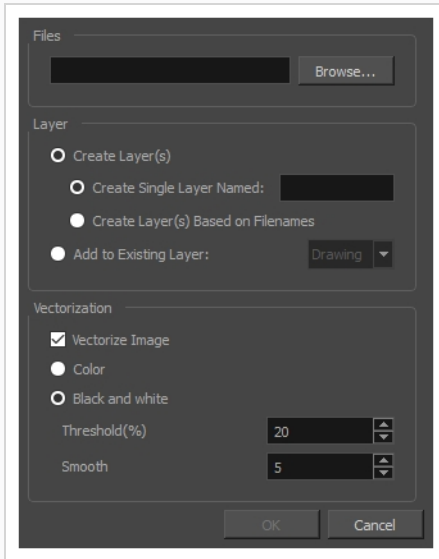 Files
Browse...
Layer
Create Layer(s)
Create Single Layer Named:
Create Layer(s) Based on Filenames
Add to Existing Layer: Drawing
Vectorization
Vectorize Image
Color
Black and white
Threshold(%) 20
Smooth 5
OK Cancel